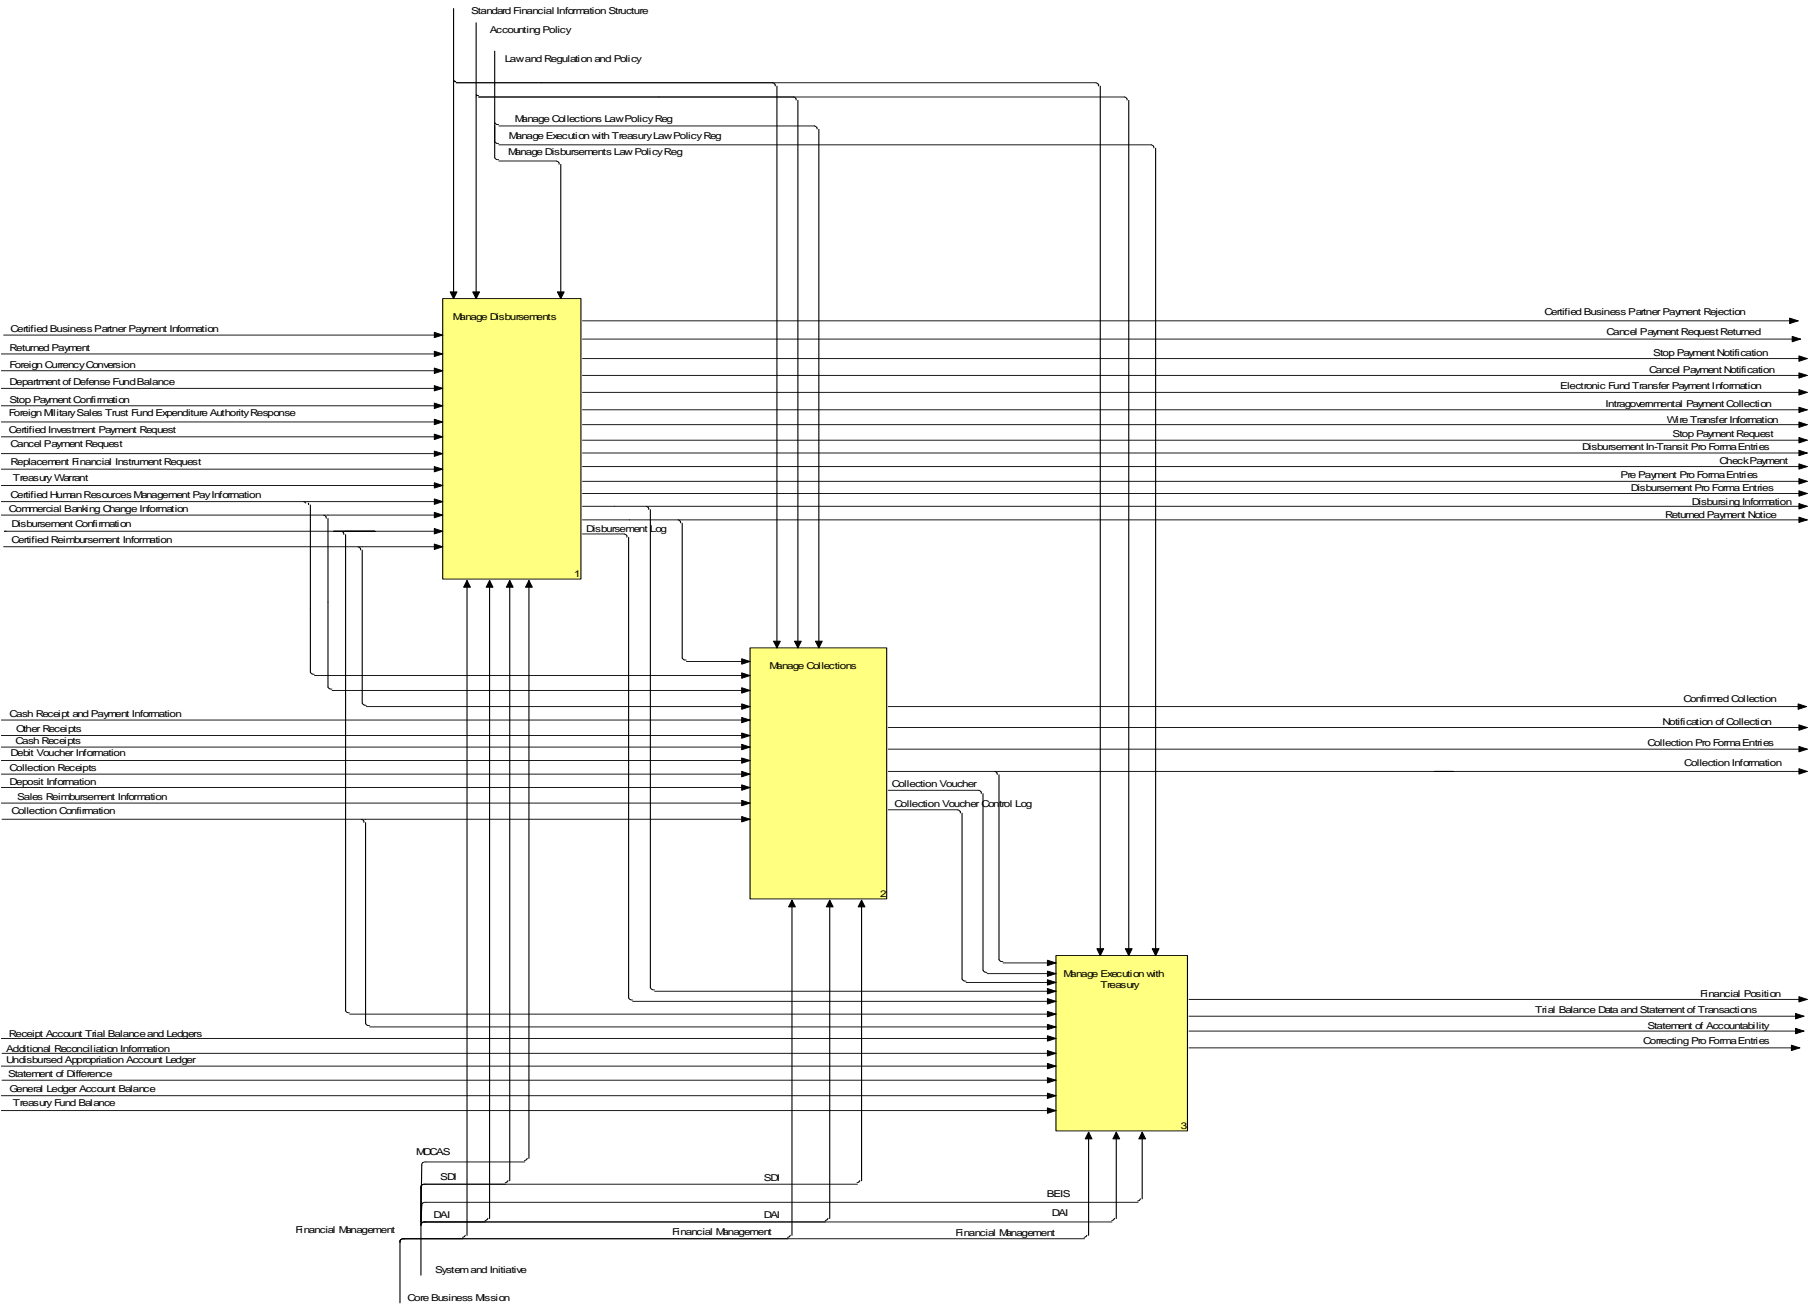 Standard Financial Information Structure
Accounting Policy
Law and Regulation and Policy
Manage Collections Law Policy Reg
Manage Execution with Treasury Law Policy Reg
Manage Disbursements Law Policy Reg
Manage Disbursements
1
Certified Business Partner Payment Information
Returned Payment
Foreign Currency Conversion
Department of Defense Fund Balance
Stop Payment Confirmation
Foreign Military Sales Trust Fund Expenditure Authority Response
Certified Investment Payment Request
Cancel Payment Request
Replacement Financial Instrument Request
Treasury Warrant
Certified Human Resources Management Pay Information
Commercial Banking Change Information
Disbursement Confirmation
Certified Reimbursement Information
Certified Business Partner Payment Rejection
Cancel Payment Request Returned
Stop Payment Notification
Cancel Payment Notification
Electronic Fund Transfer Payment Information
Intragovernmental Payment Collection
Wire Transfer Information
Stop Payment Request
Disbursement In-Transit Pro Forma Entries
Check Payment
Pre Payment Pro Forma Entries
Disbursement Pro Forma Entries
Disbursing Information
Returned Payment Notice
Disbursement Log
Manage Collections
2
Cash Receipt and Payment Information
Other Receipts
Cash Receipts
Debit Voucher Information
Collection Receipts
Deposit Information
Sales Reimbursement Information
Collection Confirmation
Confirmed Collection
Notification of Collection
Collection Pro Forma Entries
Collection Information
Collection Voucher
Collection Voucher Control Log
Manage Execution with
Treasury
3
Receipt Account Trial Balance and Ledgers
Additional Reconciliation Information
Undisbursed Appropriation Account Ledger
Statement of Difference
General Ledger Account Balance
Treasury Fund Balance
Financial Position
Trial Balance Data and Statement of Transactions
Statement of Accountability
Correcting Pro Forma Entries
MOCAS
SDI
SDI
BEIS
DAI
DAI
DAI
Financial Management
Financial Management
Financial Management
System and Initiative
Core Business Mission